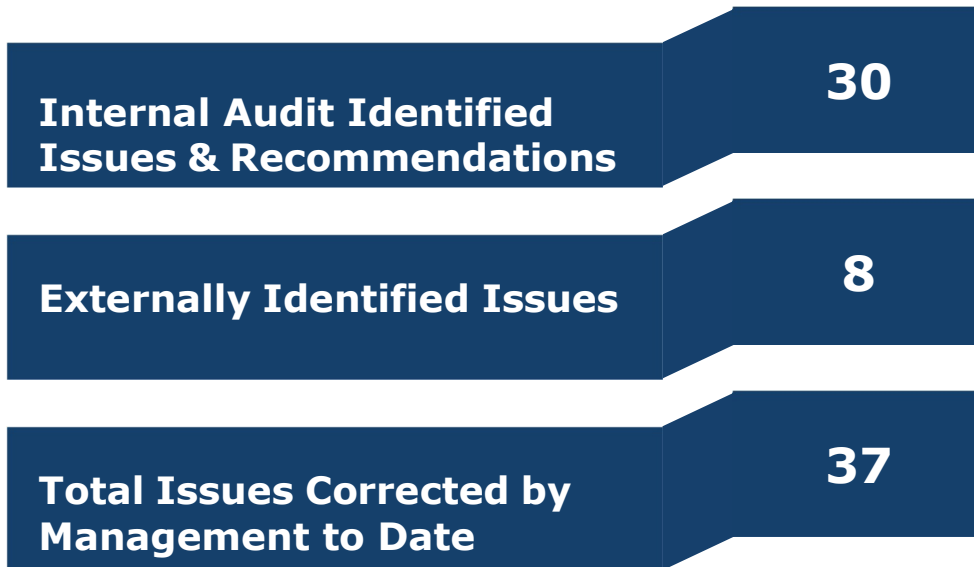 Internal Audit Identified
Issues & Recommendations
30
Externally Identified Issues
8
Total Issues Corrected by
Management to Date
37